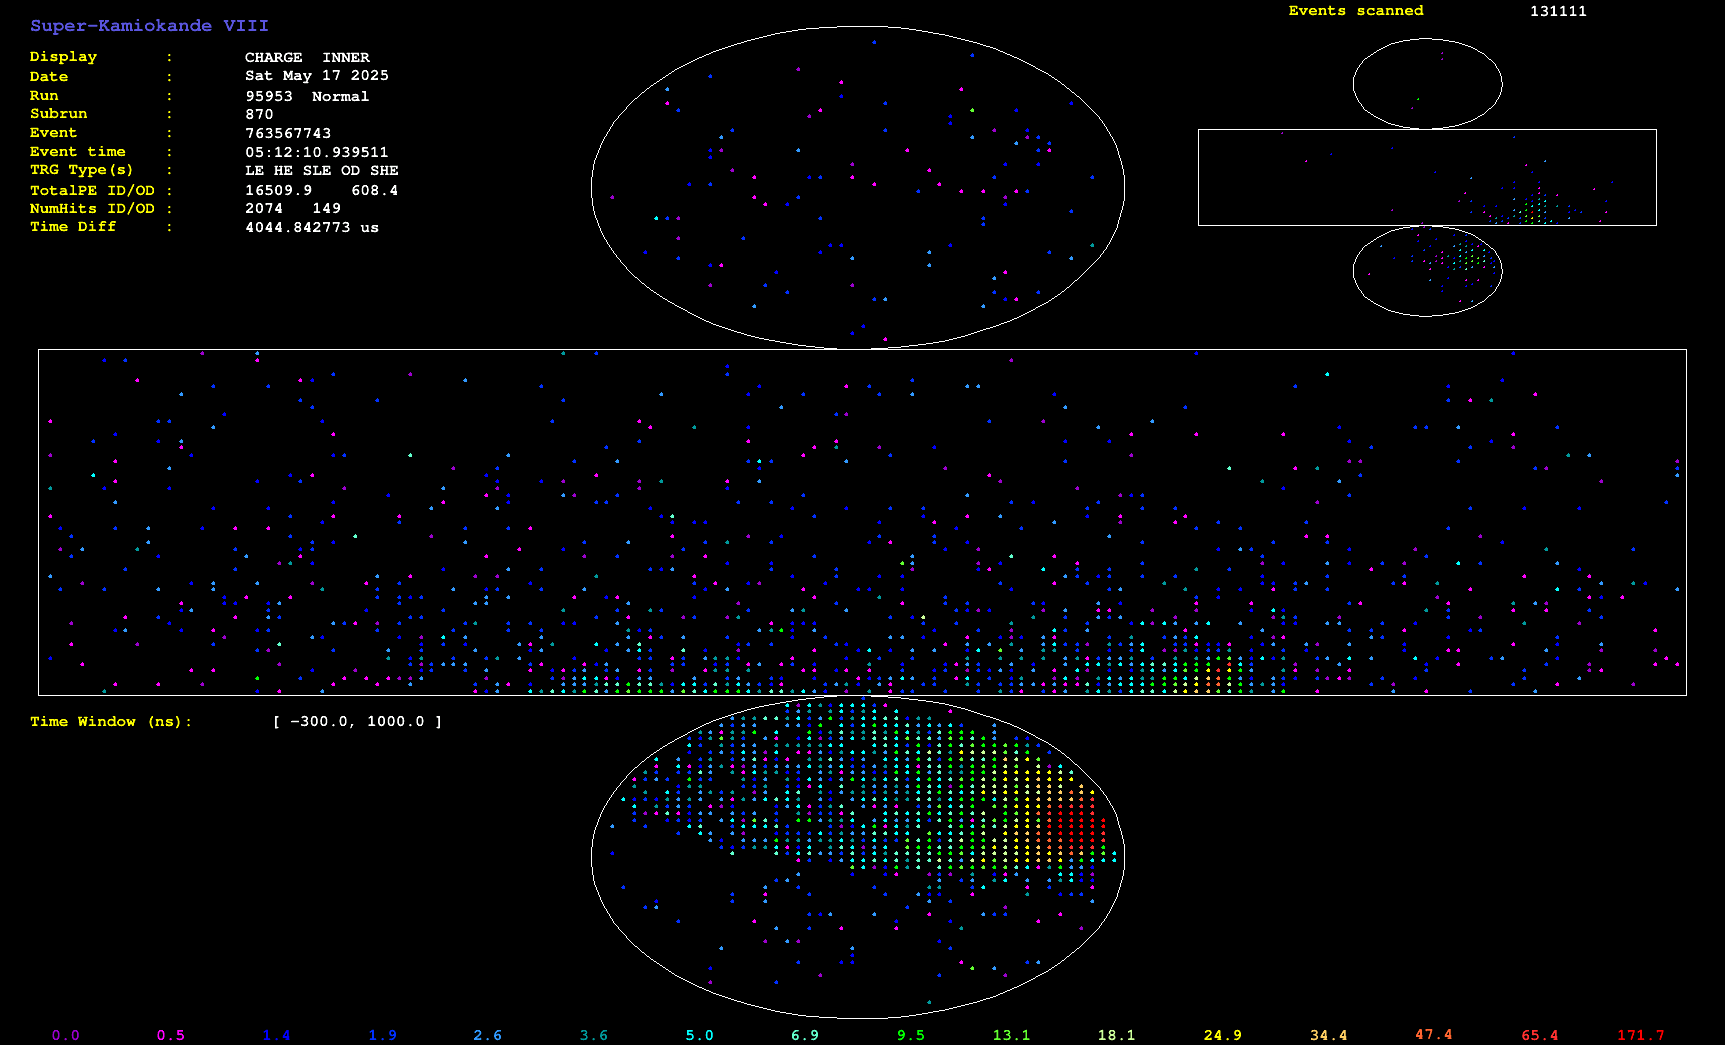 Super-Kamiokande VIII
Events scanned 131111
Display : CHARGE INNER
Date : Sat May 17 2025
Run : 95953 Normal
Subrun : 870
Event : 763567743
Event time : 05:12:10.939511
TRG Type(s) : LE HE SLE OD SHE
TotalPE ID/OD : 16509.9 608.4
NumHits ID/OD : 2074 149
Time Diff : 4044.842773 us
Time Window (ns): [ -300.0, 1000.0 ]
0.0 0.5 1.4 1.9 2.6 3.6 5.0 6.9 9.5 13.1 18.1 24.9 34.4 47.4 65.4 171.7